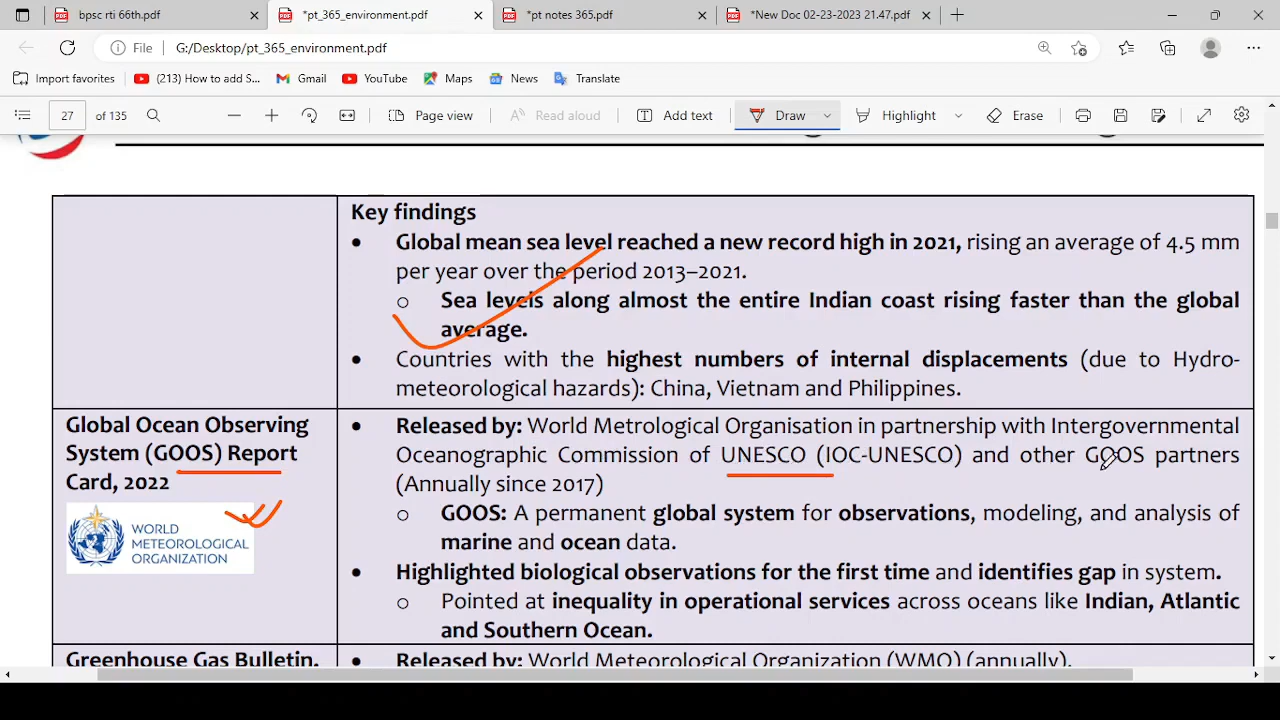 bpsc rti 66th.pdf
*pt_365_environment.pdf
*pt notes 365.pdf
*New Doc 02-23-2023 21.47.pdf
File
G:/Desktop/pt_365_environment.pdf
Import favorites
(213) How to add S...
Gmail
YouTube
Maps
News
Translate
27
of 135
Page view
Read aloud
Add text
Draw
Highlight
Erase
Key findings
• Global mean sea level reached a new record high in 2021, rising an average of 4.5 mm
per year over the period 2013–2021.
o Sea levels along almost the entire Indian coast rising faster than the global
average.
• Countries with the highest numbers of internal displacements (due to Hydro-
meteorological hazards): China, Vietnam and Philippines.
Global Ocean Observing
System (GOOS) Report
Card, 2022
WORLD
METEOROLOGICAL
ORGANIZATION
• Released by: World Metrological Organisation in partnership with Intergovernmental
Oceanographic Commission of UNESCO (IOC-UNESCO) and other GOOS partners
(Annually since 2017)
o GOOS: A permanent global system for observations, modeling, and analysis of
marine and ocean data.
• Highlighted biological observations for the first time and identifies gap in system.
o Pointed at inequality in operational services across oceans like Indian, Atlantic
and Southern Ocean.
Greenhouse Gas Bulletin.
• Released by: World Meteorological Organization (WMO) (annually).